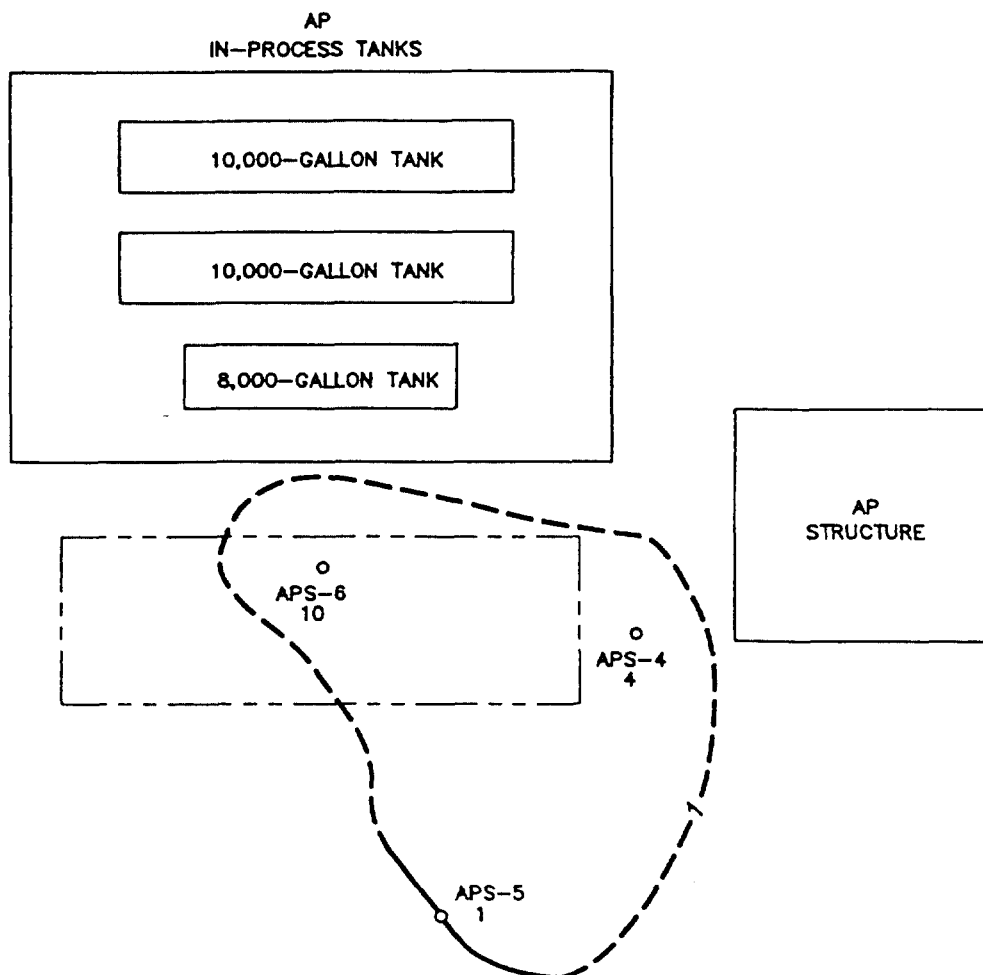 AP
IN-PROCESS TANKS
10,000-GALLON TANK
10,000-GALLON TANK
8,000-GALLON TANK
AP
STRUCTURE
APS-6
10
APS-4
4
1
APS-5
1